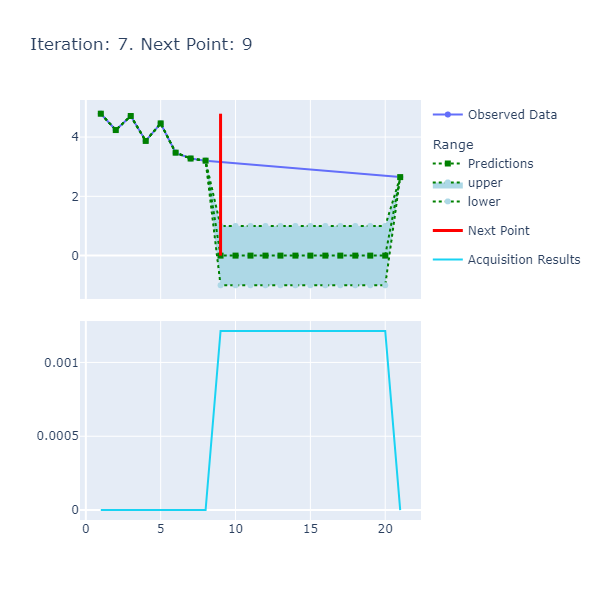 Iteration: 7. Next Point: 9
4
2
0
Observed Data
Range
Predictions
upper
lower
Next Point
Acquisition Results
0.001
0.0005
0
0
5
10
15
20